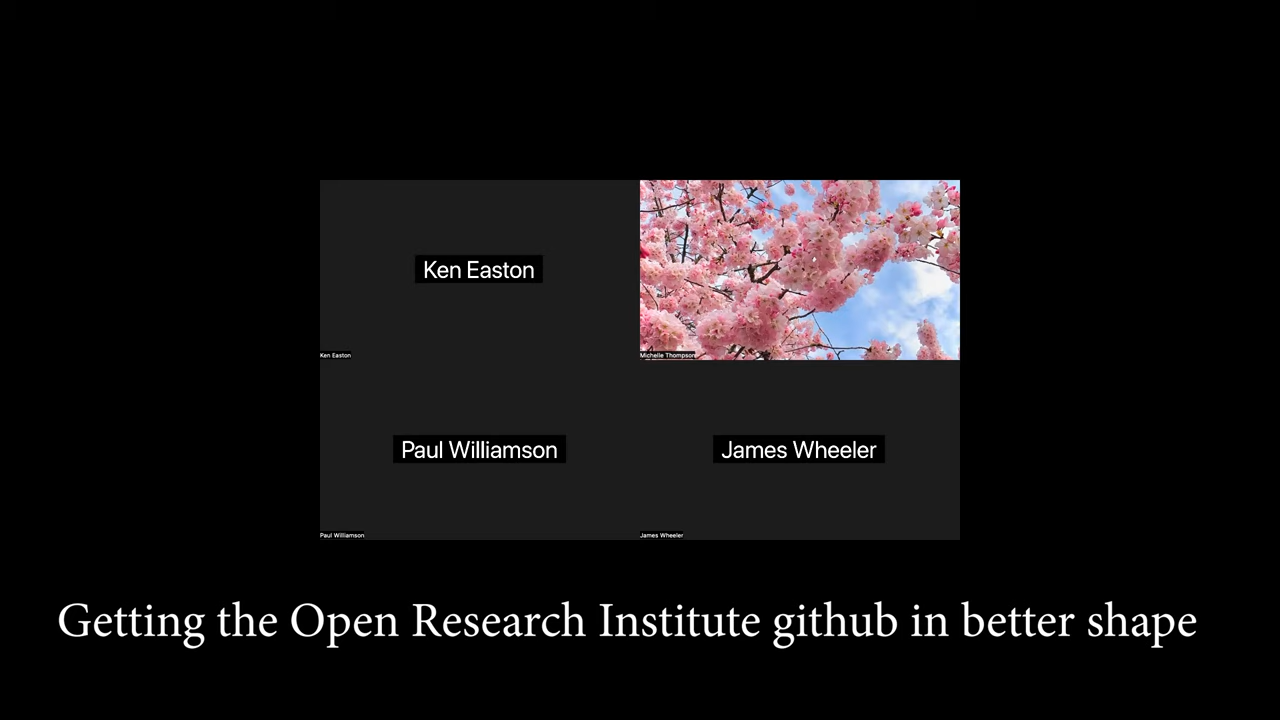 Ken Easton
Ken Easton
Michelle Thompson
Paul Williamson
James Wheeler
Paul Williamson
James Wheeler
Getting the Open Research Institute github in better shape